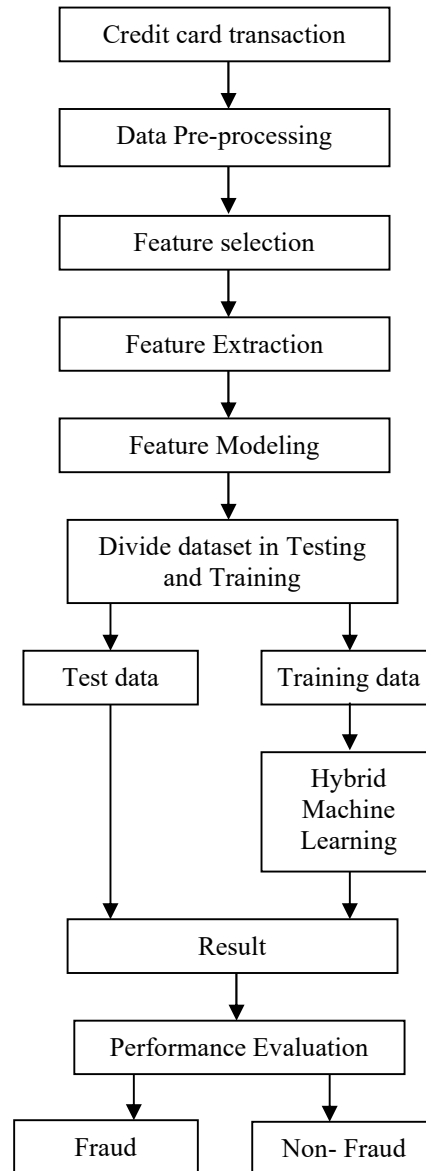 Credit card transaction
Data Pre-processing
Feature selection
Feature Extraction
Feature Modeling
Divide dataset in Testing
and Training
Test data
Training data
Hybrid
Machine
Learning
Result
Performance Evaluation
Fraud
Non- Fraud